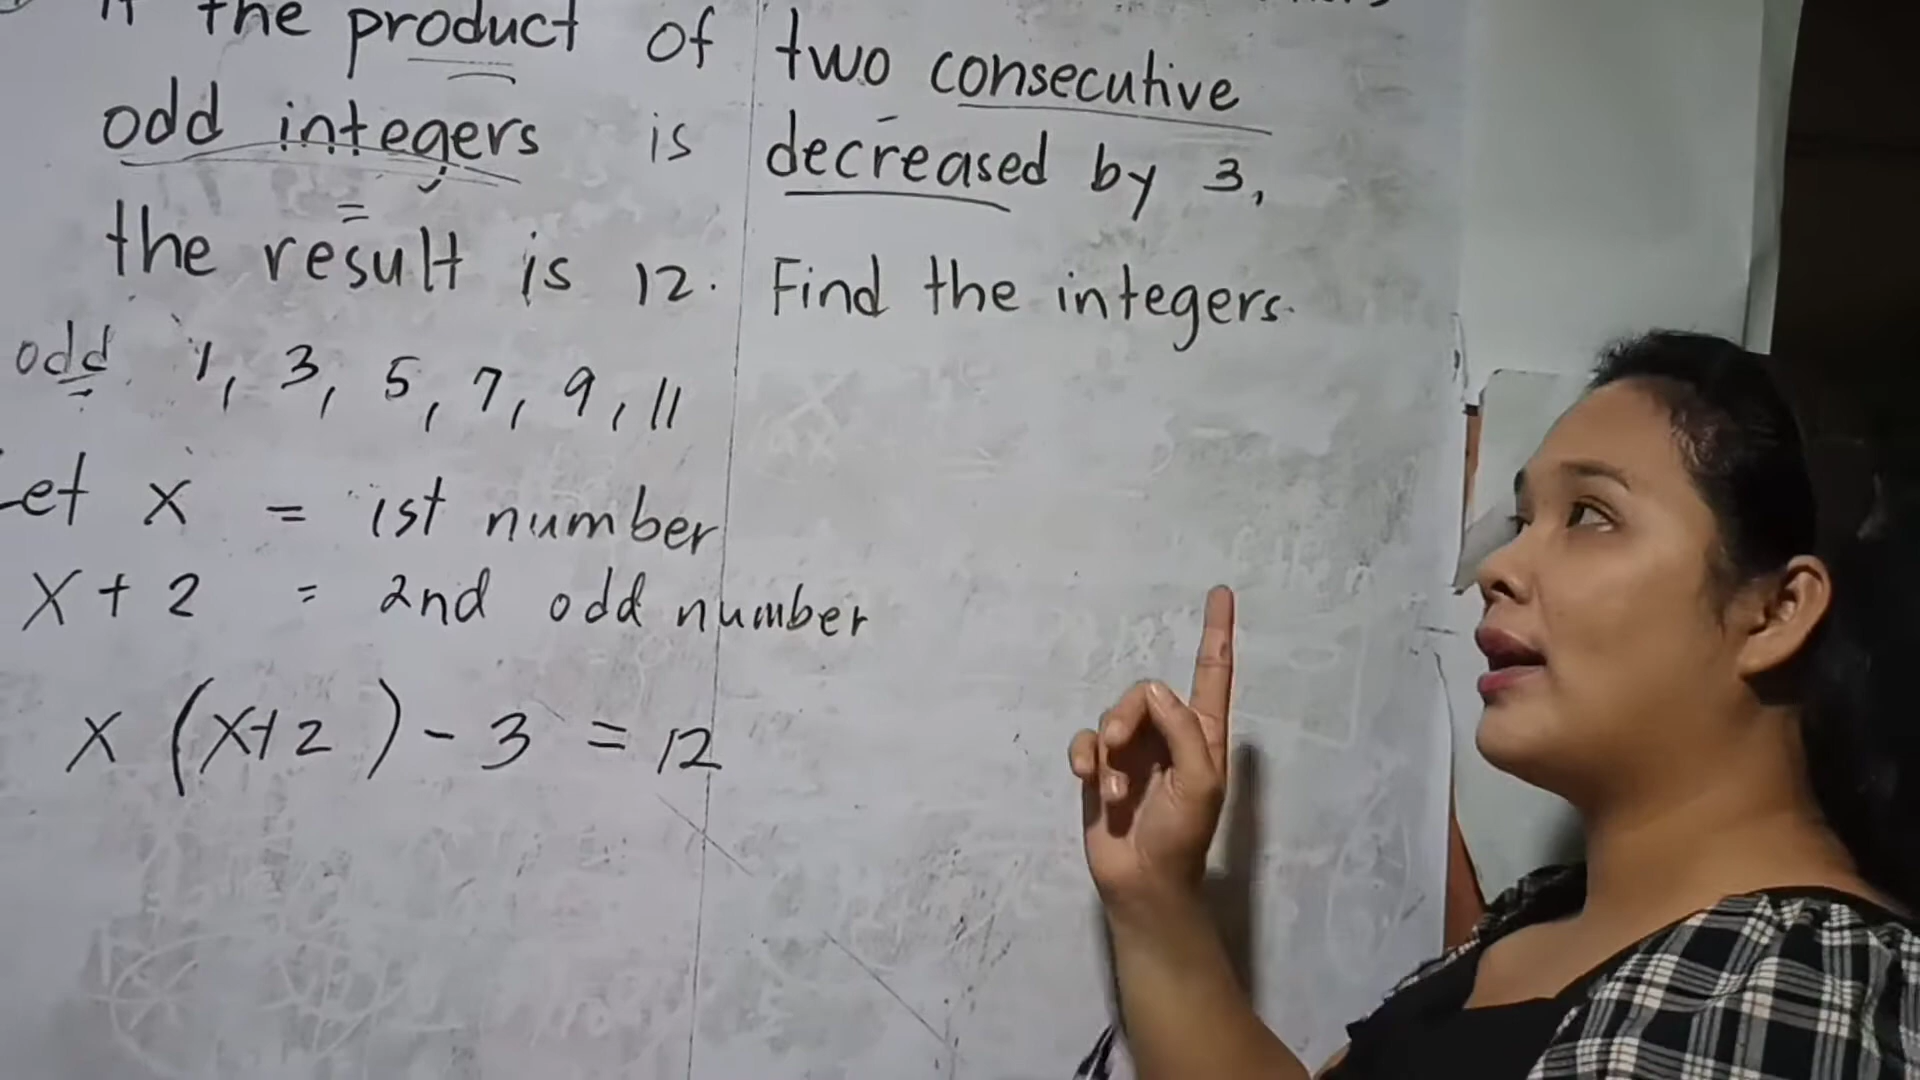 the product of two consecutive
odd integers is decreased by 3,
the result is 12. Find the integers.
odd 1, 3, 5, 7, 9, 11
Let x = 1st number
x + 2 = 2nd odd number
x (x+2) - 3 = 12